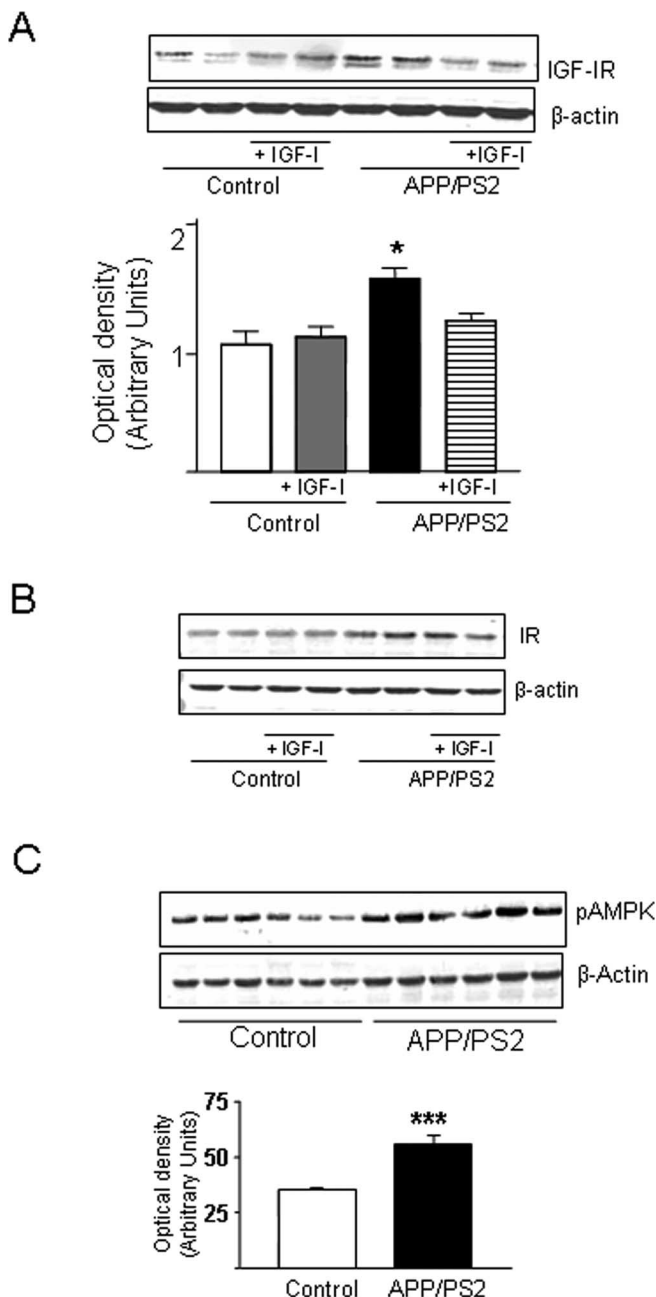 A
IGF-IR
β-actin
+ IGF-I +IGF-I
Control APP/PS2
Optical density
(Arbitrary Units)
2
*
1
+ IGF-I +IGF-I
Control APP/PS2
B
IR
β-actin
+ IGF-I + IGF-I
Control APP/PS2
C
pAMPK
β-Actin
Control APP/PS2
Optical density
(Arbitrary Units)
75
***
50
25
Control APP/PS2